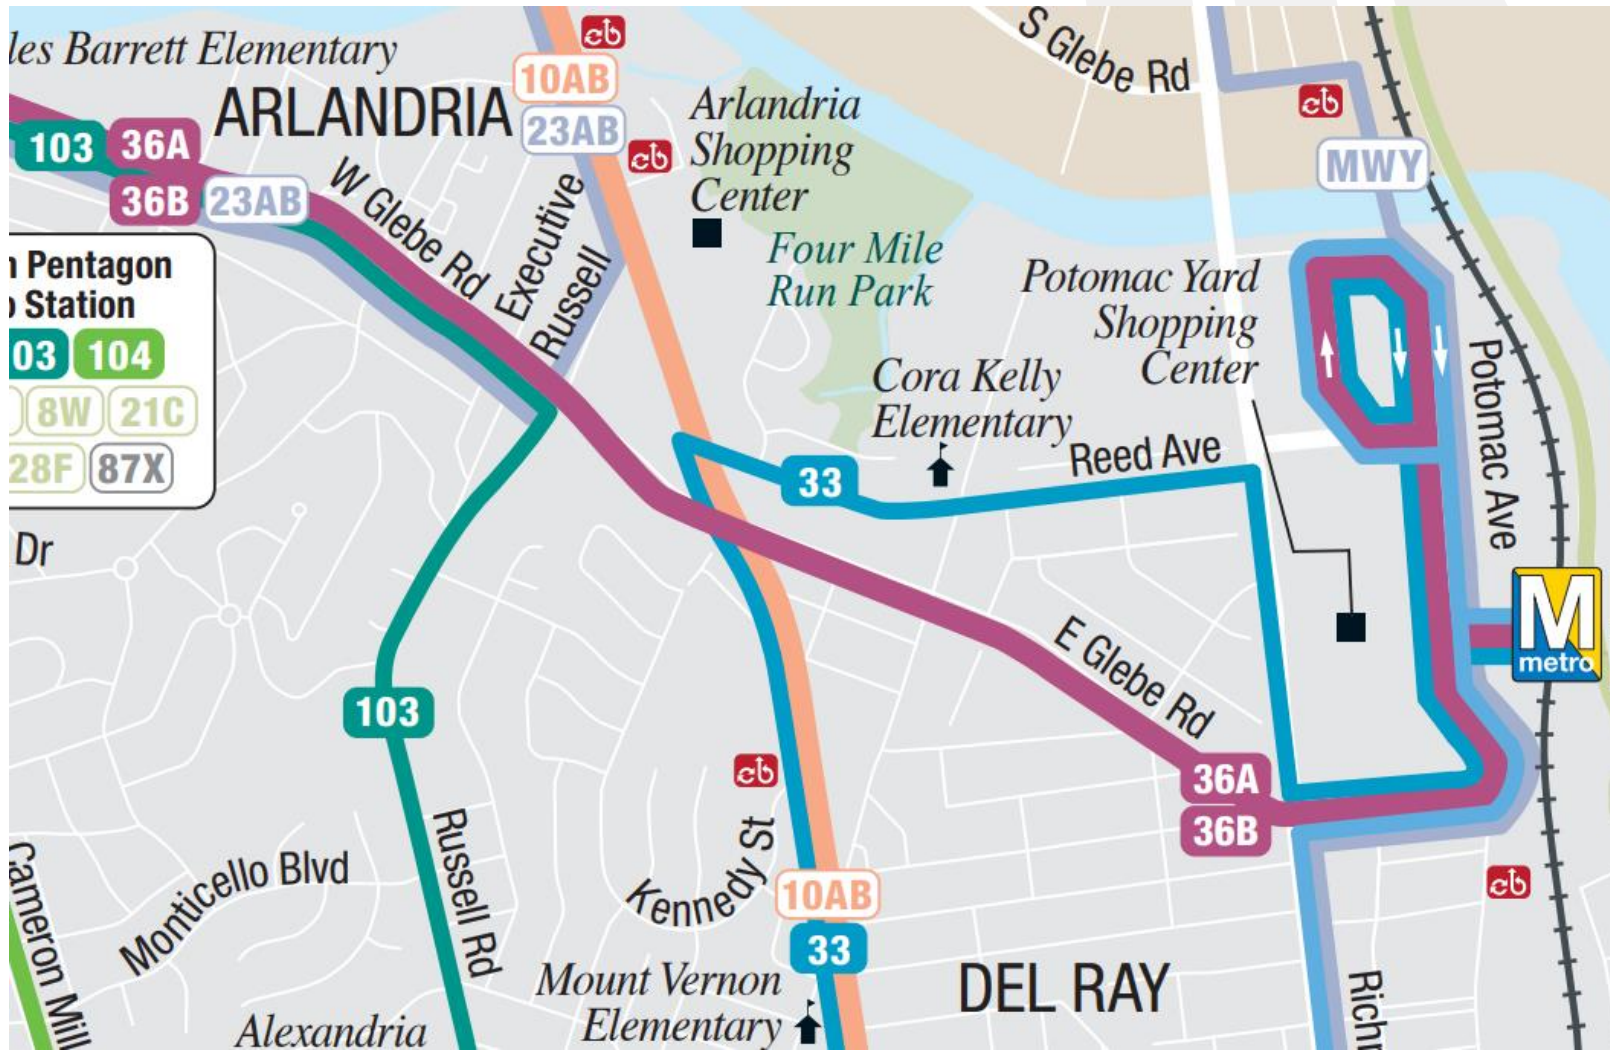 les Barrett Elementary
ARLANDRIA
10AB
23AB
103
36A
36B
23AB
W Glebe Rd
Executive
Russell
Arlandria
Shopping
Center
Four Mile
Run Park
S Glebe Rd
MWY
Potomac Yard
Shopping
Center
Potomac Ave
Cora Kelly
Elementary
Reed Ave
33
Pentagon
Station
03
104
8W
21C
28F
87X
Dr
M
metro
E Glebe Rd
36A
36B
103
Russell Rd
Monticello Blvd
Cameron Mill
Kennedy St
10AB
33
Mount Vernon
Elementary
Alexandria
DEL RAY
Richr